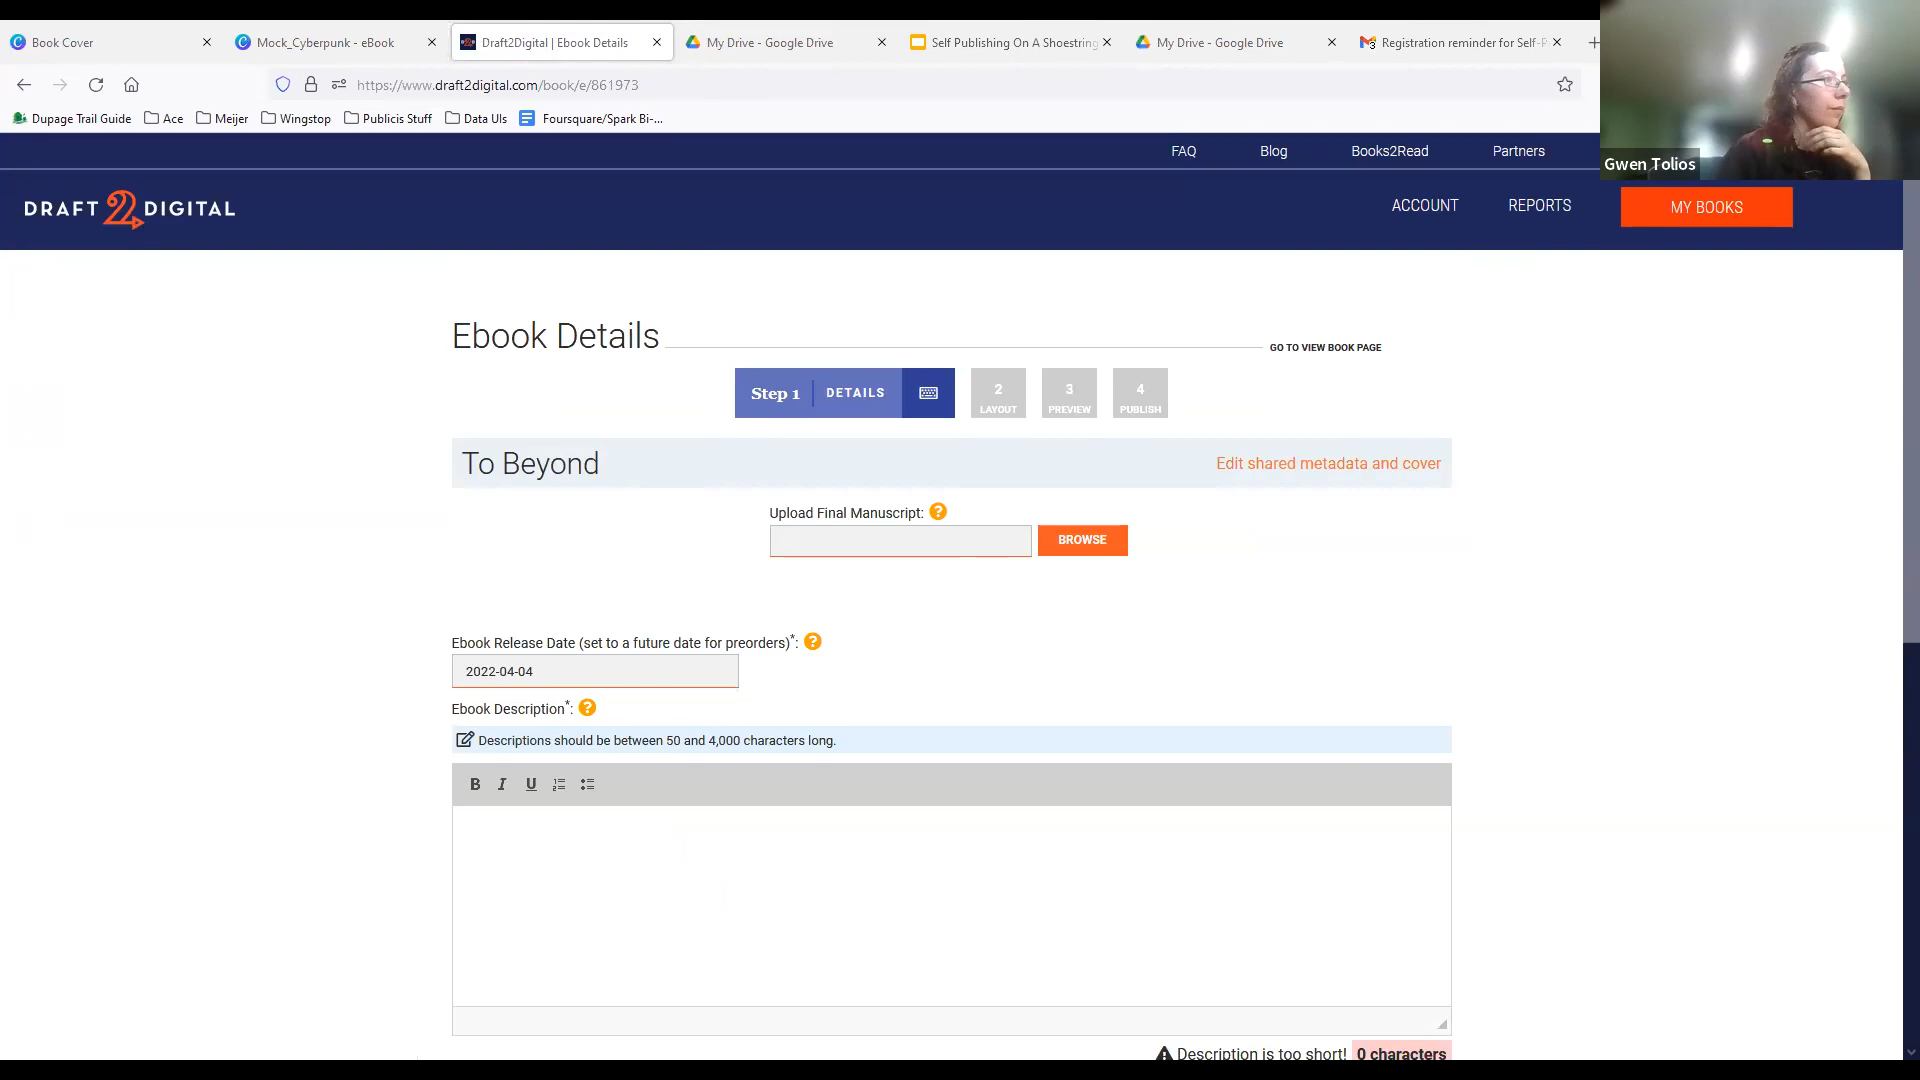 Book Cover
Mock_Cyberpunk - eBook
Draft2Digital | Ebook Details
My Drive - Google Drive
Self Publishing On A Shoestring
My Drive - Google Drive
Registration reminder for Self-P
https://www.draft2digital.com/book/e/861973
Dupage Trail Guide
Ace
Meijer
Wingstop
Publicis Stuff
Data UIs
Foursquare/Spark Bi-...
Gwen Tolios
FAQ
Blog
Books2Read
Partners
DRAFT 2 DIGITAL
ACCOUNT
REPORTS
MY BOOKS
Ebook Details
GO TO VIEW BOOK PAGE
Step 1 DETAILS
2 LAYOUT
3 PREVIEW
4 PUBLISH
To Beyond
Edit shared metadata and cover
Upload Final Manuscript: ?
BROWSE
Ebook Release Date (set to a future date for preorders)*: ?
2022-04-04
Ebook Description*: ?
Descriptions should be between 50 and 4,000 characters long.
B I U
Description is too short! 0 characters